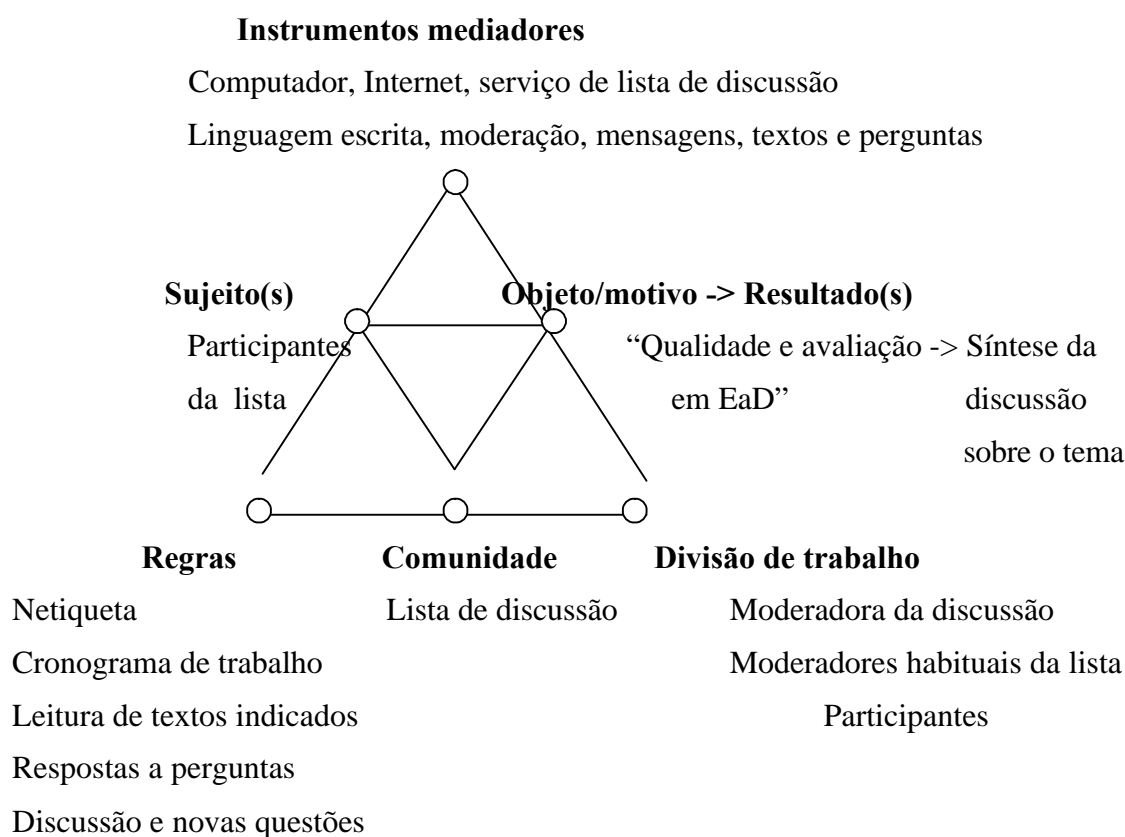 Instrumentos mediadores
Computador, Internet, serviço de lista de discussão
Linguagem escrita, moderação, mensagens, textos e perguntas
Sujeito(s) Objeto/motivo -> Resultado(s)
Participantes “Qualidade e avaliação -> Síntese da
da lista em EaD” discussão
sobre o tema
Regras Comunidade Divisão de trabalho
Netiqueta Lista de discussão Moderadora da discussão
Cronograma de trabalho Moderadores habituais da lista
Leitura de textos indicados Participantes
Respostas a perguntas
Discussão e novas questões